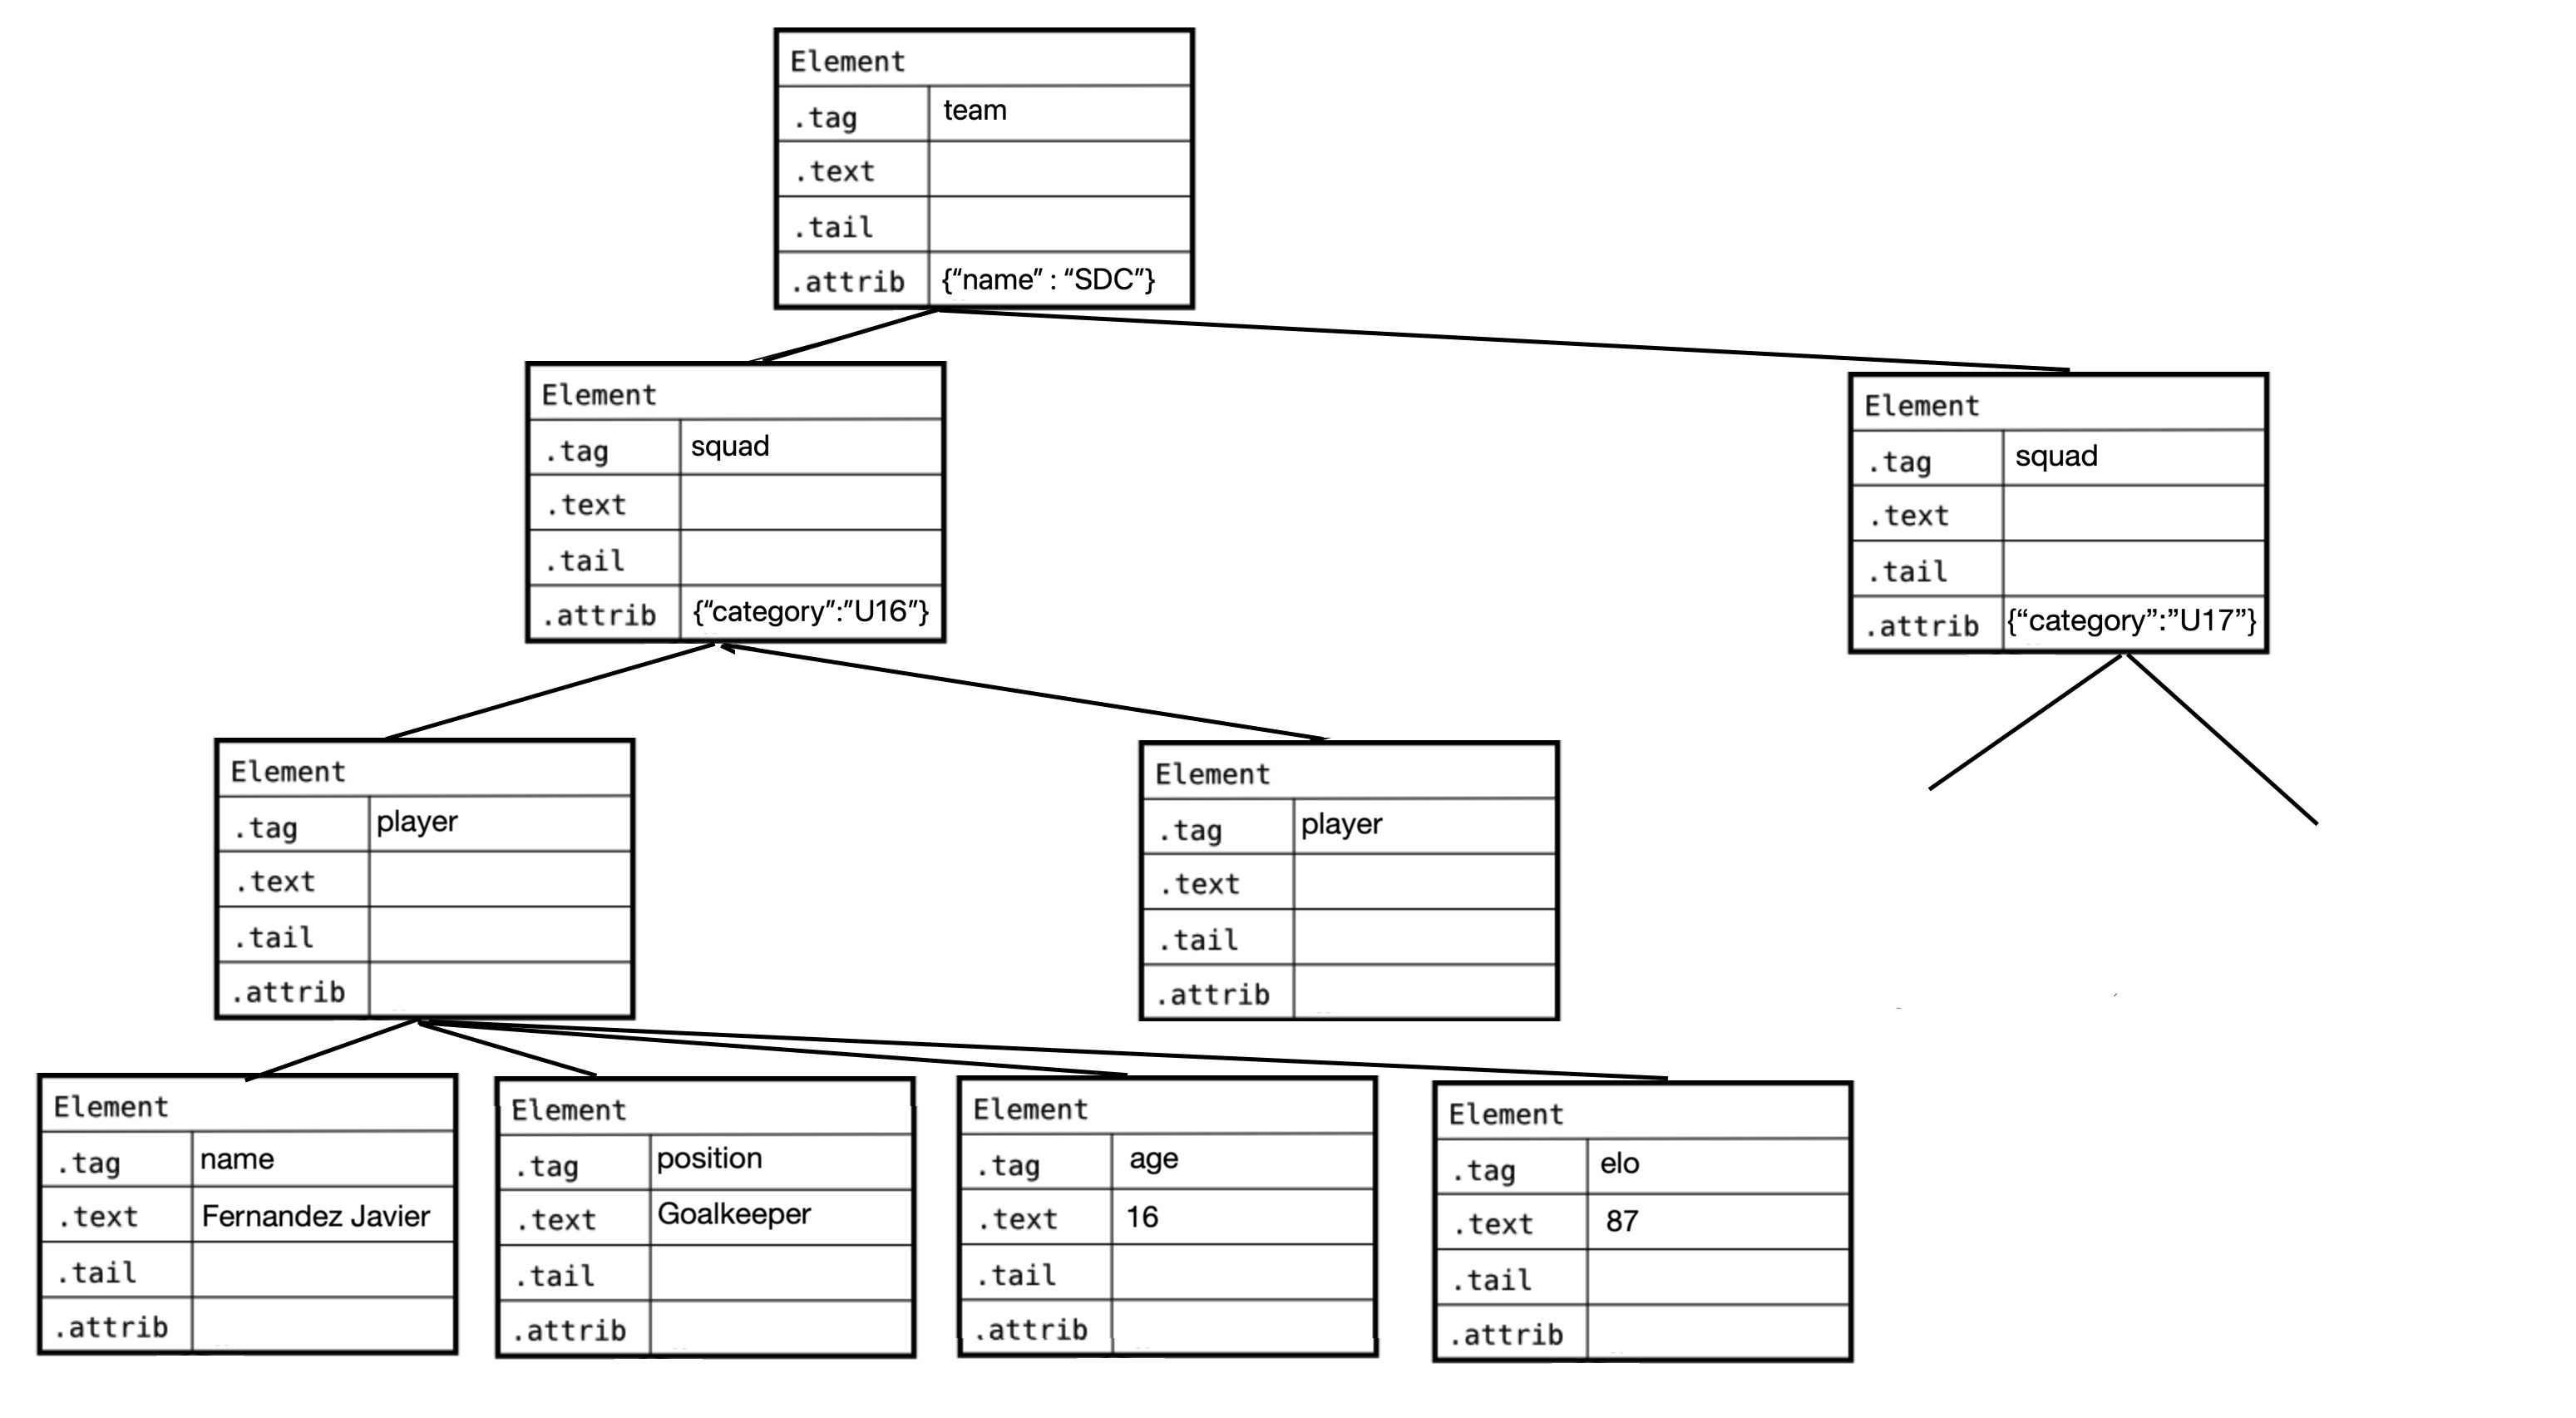 Element
.tag team
.text
.tail
.attrib {“name” : “SDC”}
Element
.tag squad
.text
.tail
.attrib {“category”:”U16”}
Element
.tag squad
.text
.tail
.attrib {“category”:”U17”}
Element
.tag player
.text
.tail
.attrib
Element
.tag player
.text
.tail
.attrib
Element
.tag name
.text Fernandez Javier
.tail
.attrib
Element
.tag position
.text Goalkeeper
.tail
.attrib
Element
.tag age
.text 16
.tail
.attrib
Element
.tag elo
.text 87
.tail
.attrib